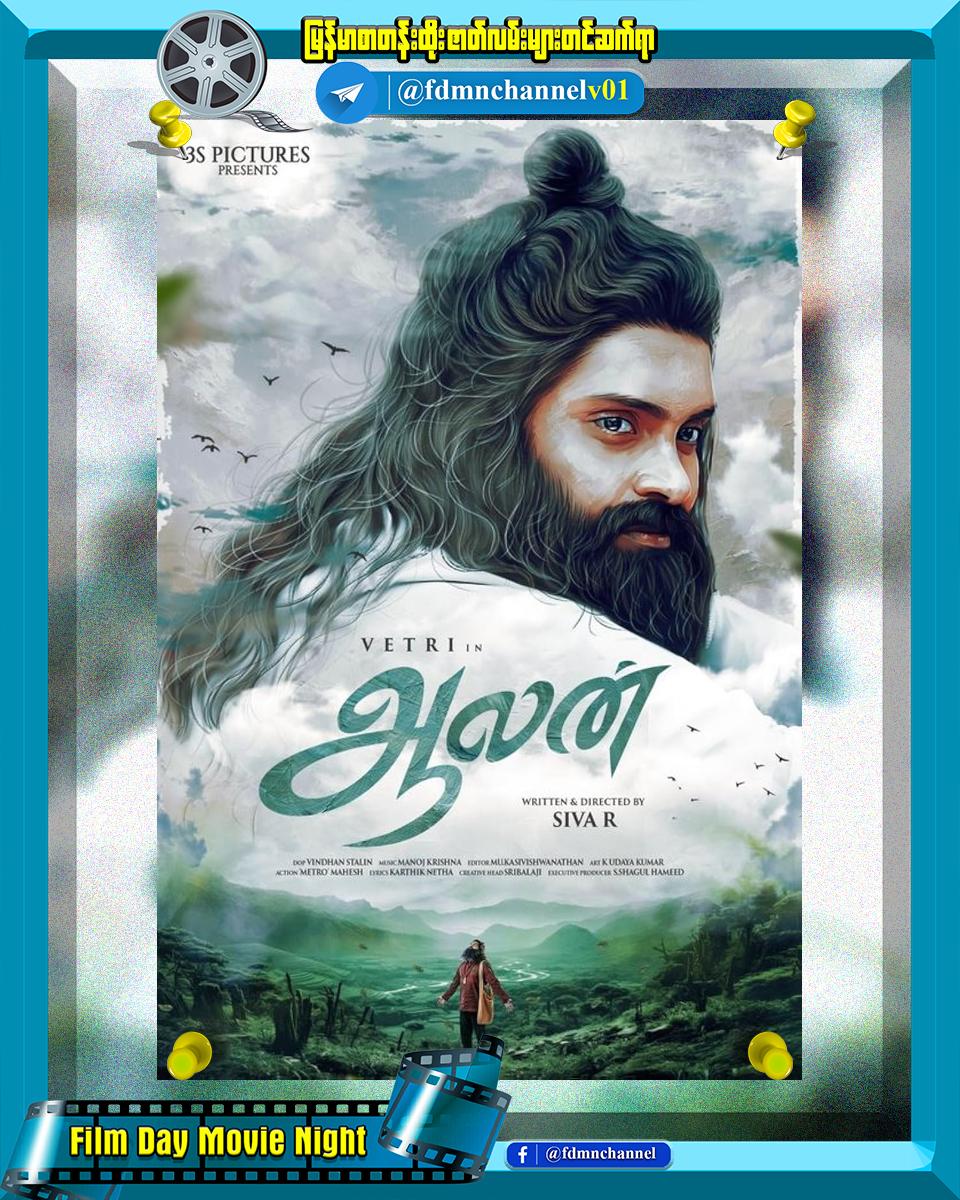 မြန်မာစာတန်းထိုးဇာတ်လမ်းများတင်ဆက်ရာ
@fdmnchannelv01
3S PICTURES
PRESENTS
VETRI IN
ஆலன்
WRITTEN & DIRECTED BY
SIVA R
DOP VINDHAN STALIN MUSIC MANOJ KRISHNA EDITOR MU.KASIVISHWANATHAN ART K UDAYA KUMAR
ACTION 'METRO' MAHESH LYRICS KARTHIK NETHA CREATIVE HEAD SRIBALAJI EXECUTIVE PRODUCER S.SHAGUL HAMEED
Film Day Movie Night
@fdmnchannel